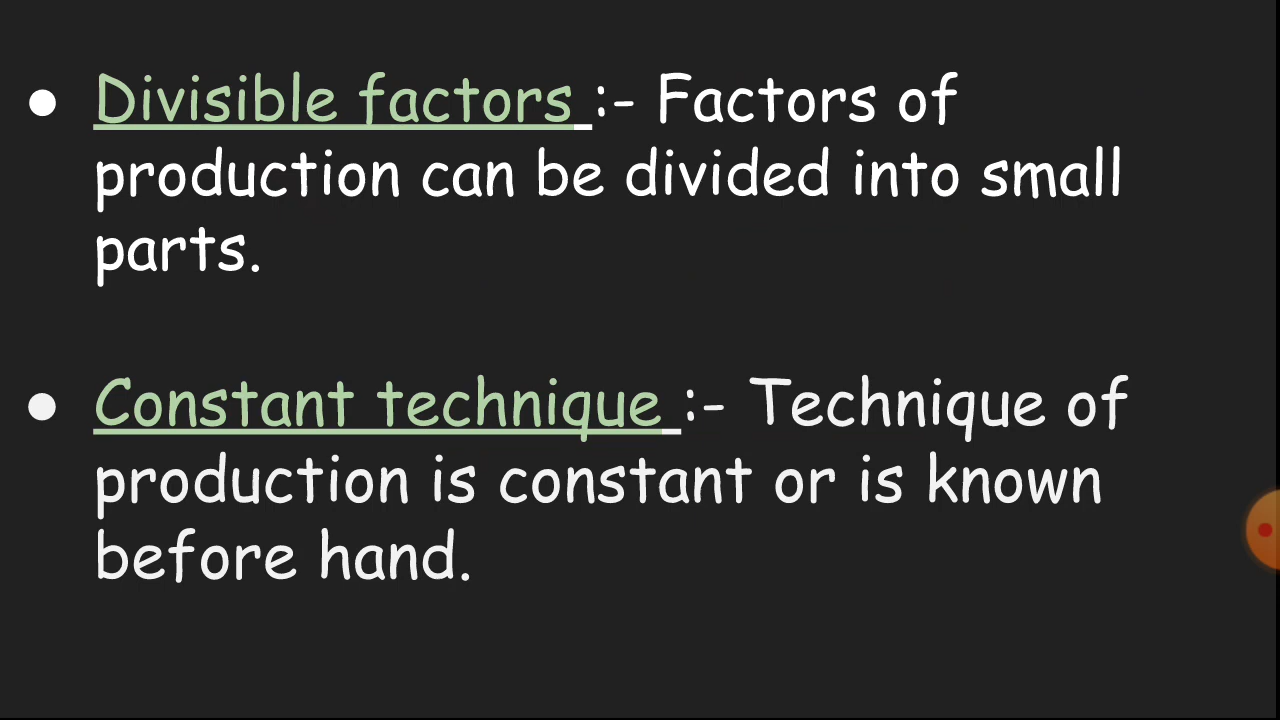 ● Divisible factors :- Factors of
production can be divided into small
parts.
● Constant technique :- Technique of
production is constant or is known
before hand.